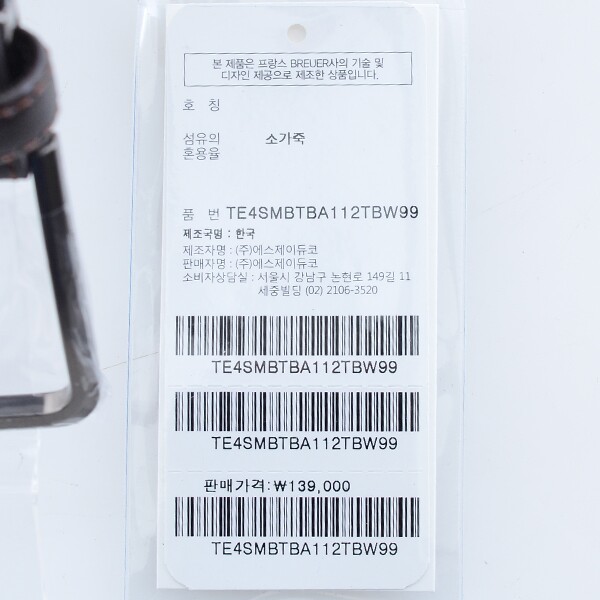 본 제품은 프랑스 BREUER사의 기술 및
디자인 제공으로 제조한 상품입니다.
호 칭
섬유의 소가죽
혼용율
품 번 TE4SMBTBA112TBW99
제조국명 : 한국
제조자명 : (주)에스제이듀코
판매자명 : (주)에스제이듀코
소비자상담실 : 서울시 강남구 논현로 149길 11
세중빌딩 (02) 2106-3520
TE4SMBTBA112TBW99
TE4SMBTBA112TBW99
판매가격:₩139,000
TE4SMBTBA112TBW99